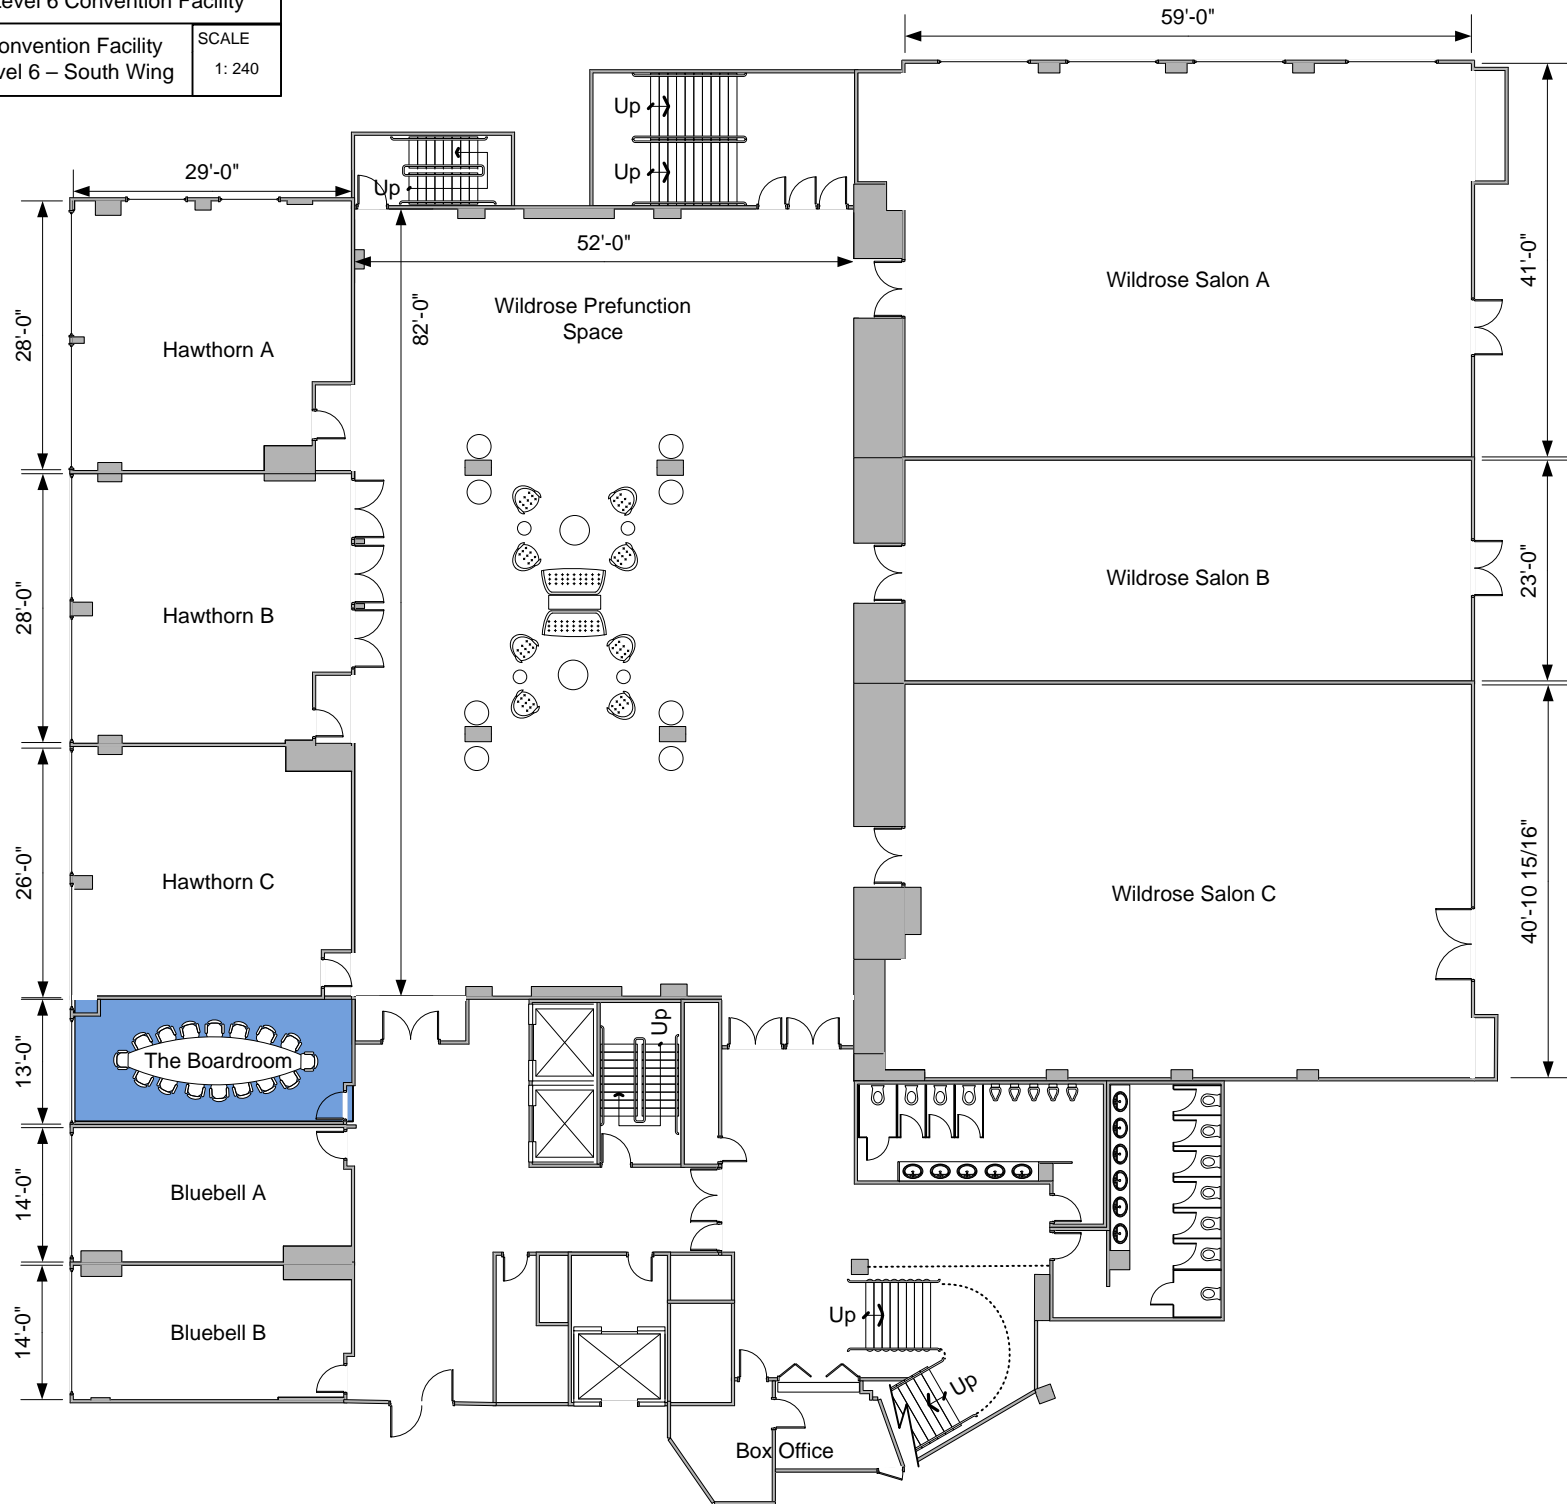 Level 6 Convention Facility
Convention Facility
Level 6 – South Wing
SCALE
1: 240
59'-0"
Up
Up
Up
29'-0"
52'-0"
82'-0"
Wildrose Prefunction
Space
Wildrose Salon A
41'-0"
28'-0"
Hawthorn A
Wildrose Salon B
23'-0"
28'-0"
Hawthorn B
Hawthorn C
26'-0"
Wildrose Salon C
40'-10 15/16"
The Boardroom
13'-0"
Up
Bluebell A
14'-0"
Bluebell B
14'-0"
Up
Up
Box Office